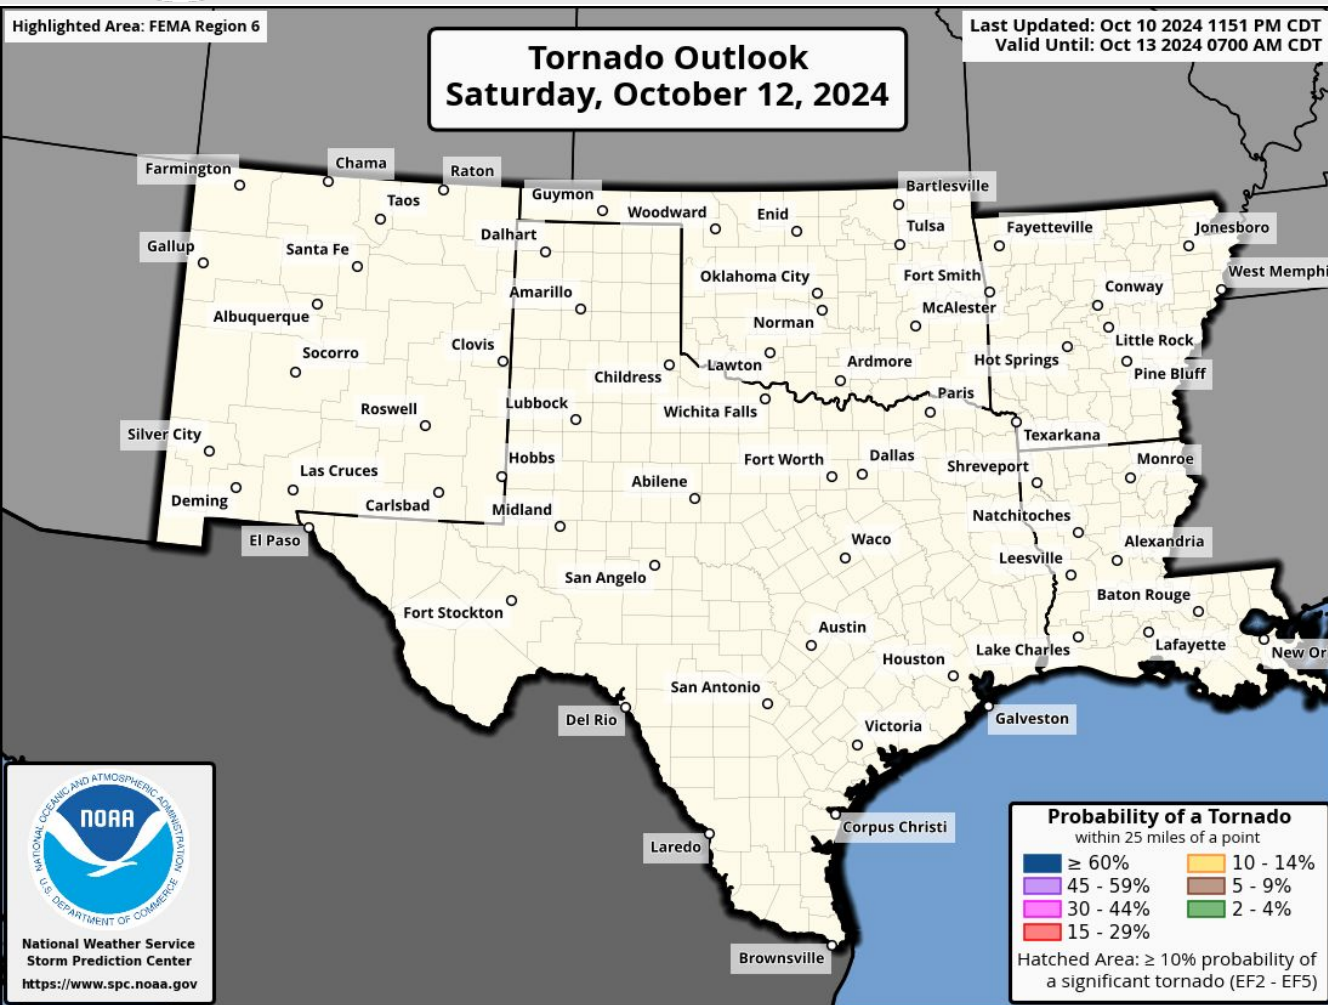 Highlighted Area: FEMA Region 6
Last Updated: Oct 10 2024 1151 PM CDT
Valid Until: Oct 13 2024 0700 AM CDT
Tornado Outlook
Saturday, October 12, 2024
Farmington
Chama
Raton
Taos
Guymon
Woodward
Enid
Bartlesville
Tulsa
Fayetteville
Jonesboro
Gallup
Santa Fe
Dalhart
Oklahoma City
Fort Smith
West Memphi
Albuquerque
Amarillo
Norman
McAlester
Conway
Little Rock
Socorro
Clovis
Childress
Lawton
Ardmore
Hot Springs
Pine Bluff
Roswell
Lubbock
Wichita Falls
Paris
Texarkana
Silver City
Las Cruces
Hobbs
Abilene
Fort Worth
Dallas
Shreveport
Monroe
Deming
Carlsbad
Midland
Natchitoches
El Paso
Waco
Leesville
Alexandria
San Angelo
Fort Stockton
Baton Rouge
Austin
Houston
Lake Charles
Lafayette
New Or
San Antonio
Del Rio
Victoria
Galveston
Laredo
Corpus Christi
Brownsville
NATIONAL OCEANIC AND ATMOSPHERIC ADMINISTRATION
NOAA
U.S. DEPARTMENT OF COMMERCE
National Weather Service
Storm Prediction Center
https://www.spc.noaa.gov
Probability of a Tornado
within 25 miles of a point
≥ 60%
45 - 59%
30 - 44%
15 - 29%
10 - 14%
5 - 9%
2 - 4%
Hatched Area: ≥ 10% probability of
a significant tornado (EF2 - EF5)